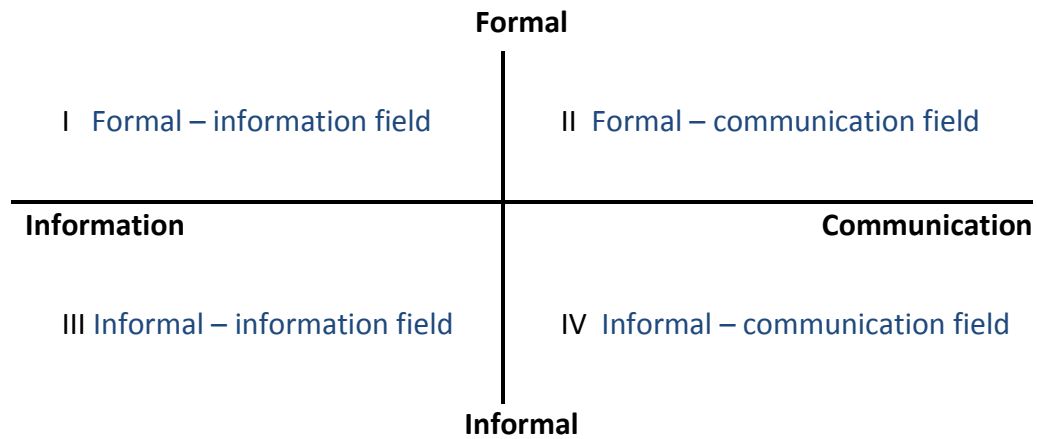 Formal
I Formal – information field
II Formal – communication field
Information
Communication
III Informal – information field
IV Informal – communication field
Informal